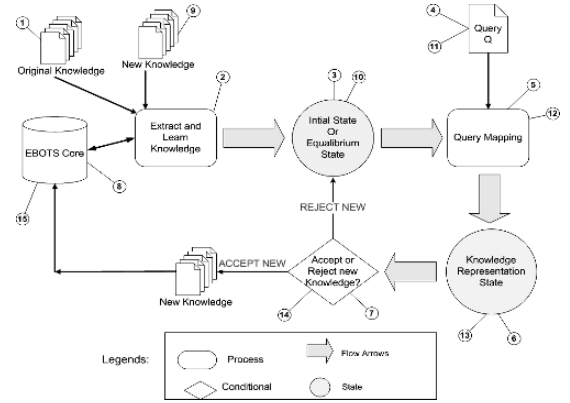 1
9
4
Query
Q
11
Original Knowledge
New Knowledge
2
3
10
5
12
Extract and
Learn
Knowledge
Intial State
Or
Equilibrium
State
Query Mapping
EBOTS Core
8
15
REJECT NEW
ACCEPT NEW
Accept or
Reject new
Knowledge?
Knowledge
Representation
State
New Knowledge
14
7
13
6
Legends:
Process
Flow Arrows
Conditional
State